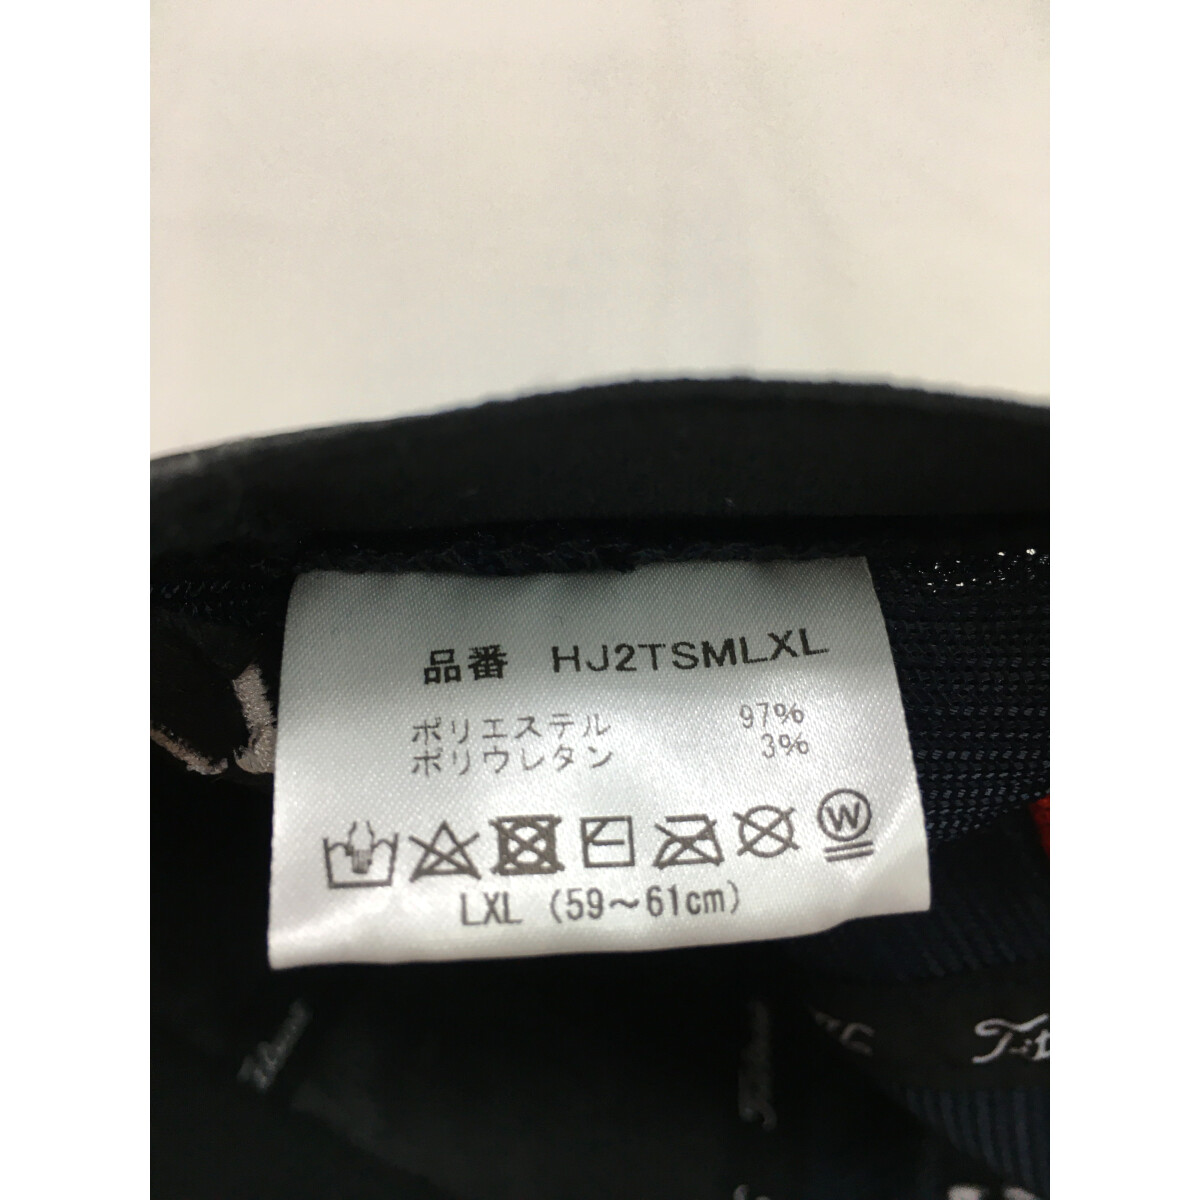 品番 HJ2TSMLXL
ポリエステル 97%
ポリウレタン 3%
W
LXL (59～61cm)